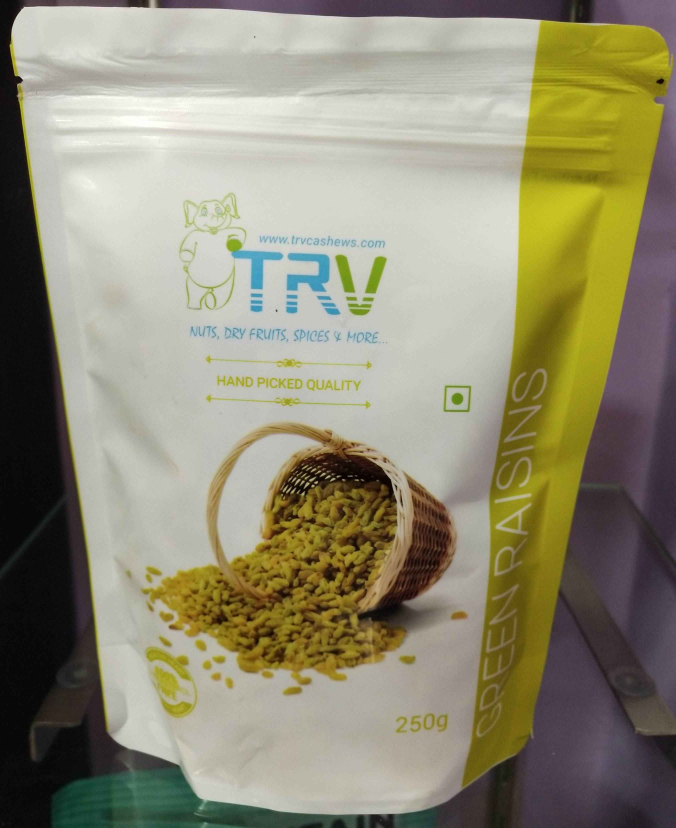 www.trvcashews.com
TRV
NUTS, DRY FRUITS, SPICES & MORE...
HAND PICKED QUALITY
GREEN RAISINS
250g